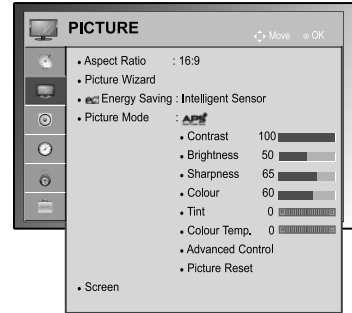 PICTURE
Move OK
• Aspect Ratio : 16:9
• Picture Wizard
• Energy Saving : Intelligent Sensor
• Picture Mode : APS
• Contrast 100
• Brightness 50
• Sharpness 65
• Colour 60
• Tint 0
• Colour Temp. 0
• Advanced Control
• Picture Reset
• Screen